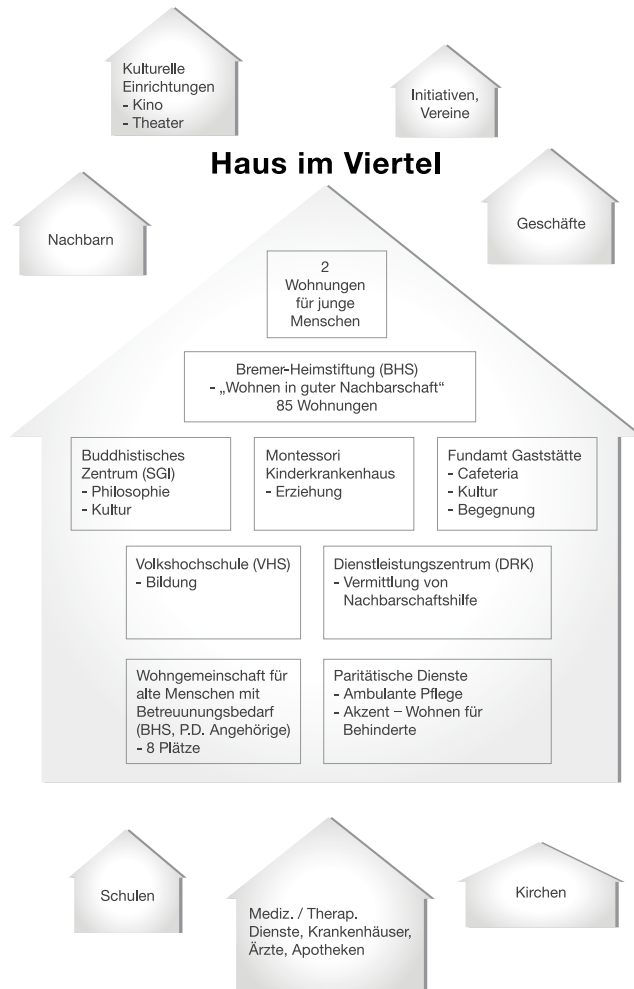 Kulturelle
Einrichtungen
- Kino
- Theater
Initiativen,
Vereine
Haus im Viertel
Nachbarn
Geschäfte
2
Wohnungen
für junge
Menschen
Bremer-Heimstiftung (BHS)
- „Wohnen in guter Nachbarschaft“
85 Wohnungen
Buddhistisches
Zentrum (SGI)
- Philosophie
- Kultur
Montessori
Kinderkrankenhaus
- Erziehung
Fundamt Gaststätte
- Cafeteria
- Kultur
- Begegnung
Volkshochschule (VHS)
- Bildung
Dienstleistungszentrum (DRK)
- Vermittlung von
Nachbarschaftshilfe
Wohngemeinschaft für
alte Menschen mit
Betreuunungsbedarf
(BHS, P.D. Angehörige)
- 8 Plätze
Paritätische Dienste
- Ambulante Pflege
- Akzent – Wohnen für
Behinderte
Schulen
Mediz. / Therap.
Dienste, Krankenhäuser,
Ärzte, Apotheken
Kirchen